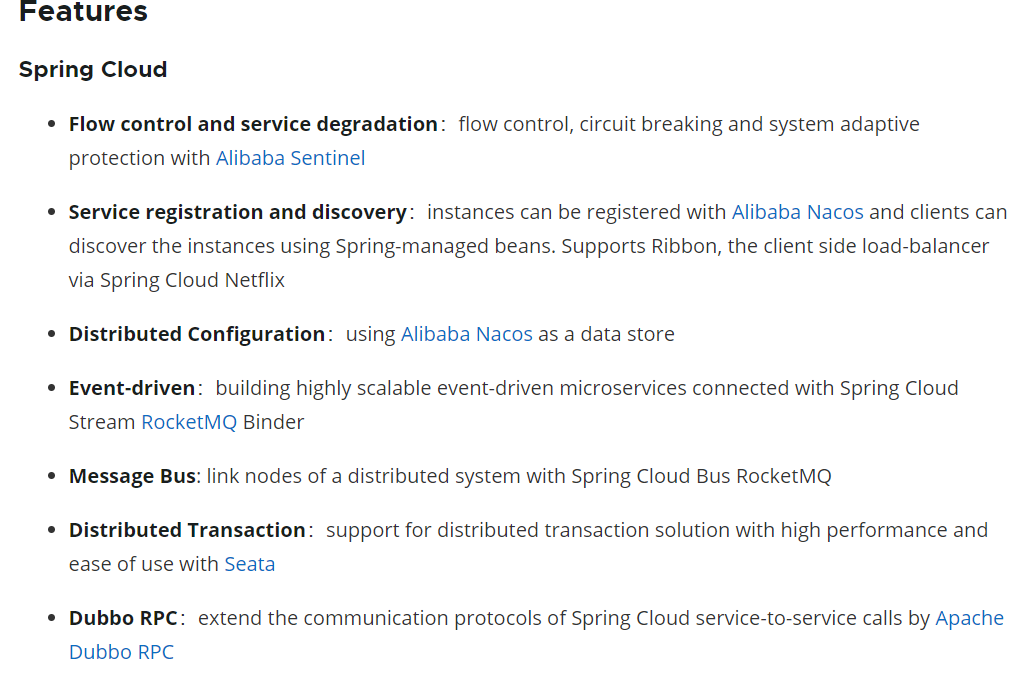 Features
Spring Cloud
• Flow control and service degradation：flow control, circuit breaking and system adaptive
protection with Alibaba Sentinel
• Service registration and discovery：instances can be registered with Alibaba Nacos and clients can
discover the instances using Spring-managed beans. Supports Ribbon, the client side load-balancer
via Spring Cloud Netflix
• Distributed Configuration：using Alibaba Nacos as a data store
• Event-driven：building highly scalable event-driven microservices connected with Spring Cloud
Stream RocketMQ Binder
• Message Bus: link nodes of a distributed system with Spring Cloud Bus RocketMQ
• Distributed Transaction：support for distributed transaction solution with high performance and
ease of use with Seata
• Dubbo RPC：extend the communication protocols of Spring Cloud service-to-service calls by Apache
Dubbo RPC